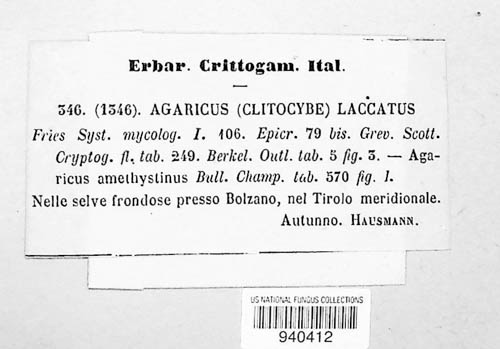 Erbar. Crittogam. Ital.
346. (1346). AGARICUS (CLITOCYBE) LACCATUS
Fries Syst. mycolog. I. 106. Epicr. 79 bis. Grev. Scott.
Cryptog. fl. tab. 249. Berkel. Outl. tab. 5 fig. 3. — Aga-
ricus amethystinus Bull. Champ. tab. 570 fig. 1.
Nelle selve frondose presso Bolzano, nel Tirolo meridionale.
Autunno. HAUSMANN.
US NATIONAL FUNGUS COLLECTIONS
940412